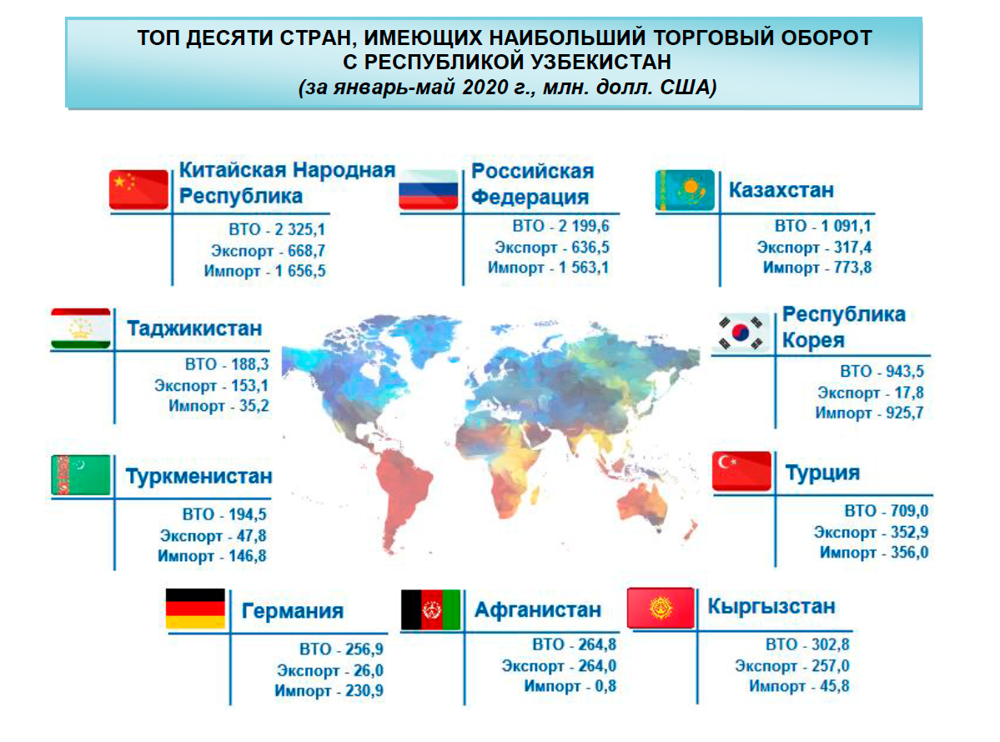 ТОП ДЕСЯТИ СТРАН, ИМЕЮЩИХ НАИБОЛЬШИЙ ТОРГОВЫЙ ОБОРОТ
С РЕСПУБЛИКОЙ УЗБЕКИСТАН
(за январь-май 2020 г., млн. долл. США)
Китайская Народная
Республика
ВТО - 2 325,1
Экспорт - 668,7
Импорт - 1 656,5
Российская
Федерация
ВТО - 2 199,6
Экспорт - 636,5
Импорт - 1 563,1
Казахстан
ВТО - 1 091,1
Экспорт - 317,4
Импорт - 773,8
Таджикистан
ВТО - 188,3
Экспорт - 153,1
Импорт - 35,2
Республика
Корея
ВТО - 943,5
Экспорт - 17,8
Импорт - 925,7
Туркменистан
ВТО - 194,5
Экспорт - 47,8
Импорт - 146,8
Турция
ВТО - 709,0
Экспорт - 352,9
Импорт - 356,0
Германия
ВТО - 256,9
Экспорт - 26,0
Импорт - 230,9
Афганистан
ВТО - 264,8
Экспорт - 264,0
Импорт - 0,8
Кыргызстан
ВТО - 302,8
Экспорт - 257,0
Импорт - 45,8